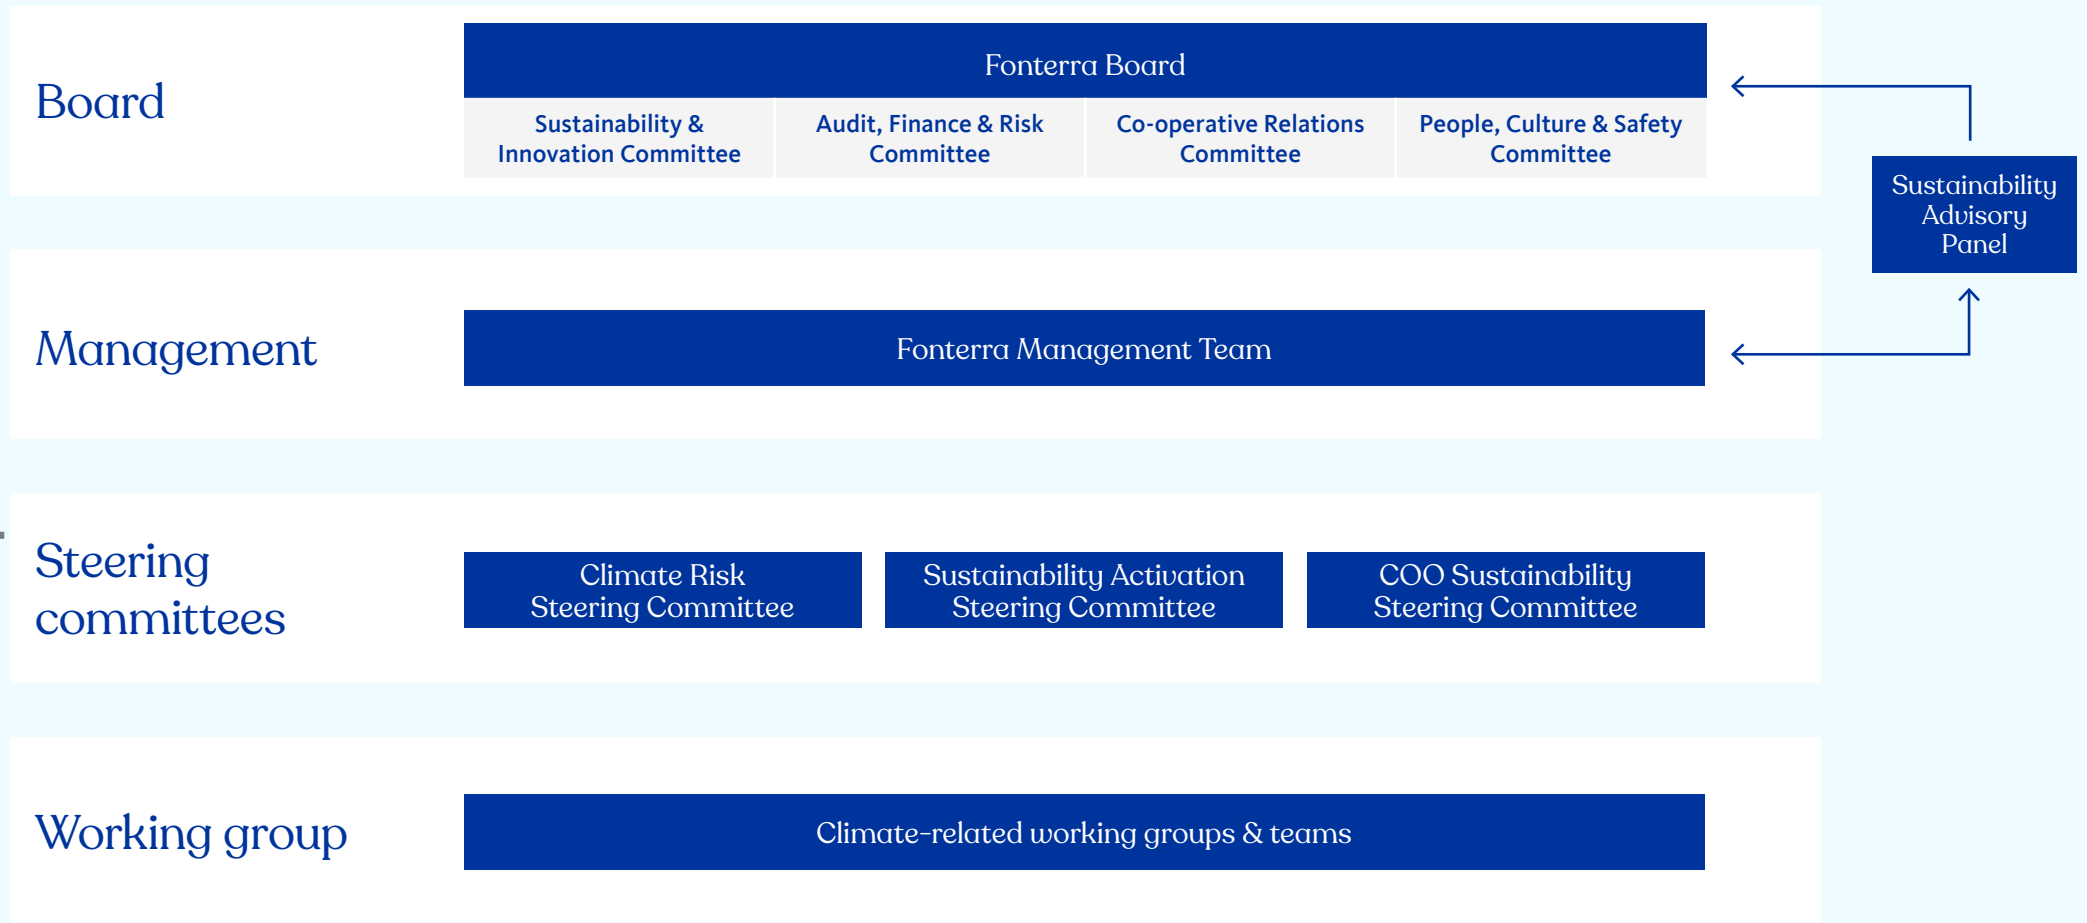 Board
Fonterra Board
Sustainability &
Innovation Committee
Audit, Finance & Risk
Committee
Co-operative Relations
Committee
People, Culture & Safety
Committee
Sustainability
Advisory
Panel
Management
Fonterra Management Team
Steering
committees
Climate Risk
Steering Committee
Sustainability Activation
Steering Committee
COO Sustainability
Steering Committee
Working group
Climate-related working groups & teams